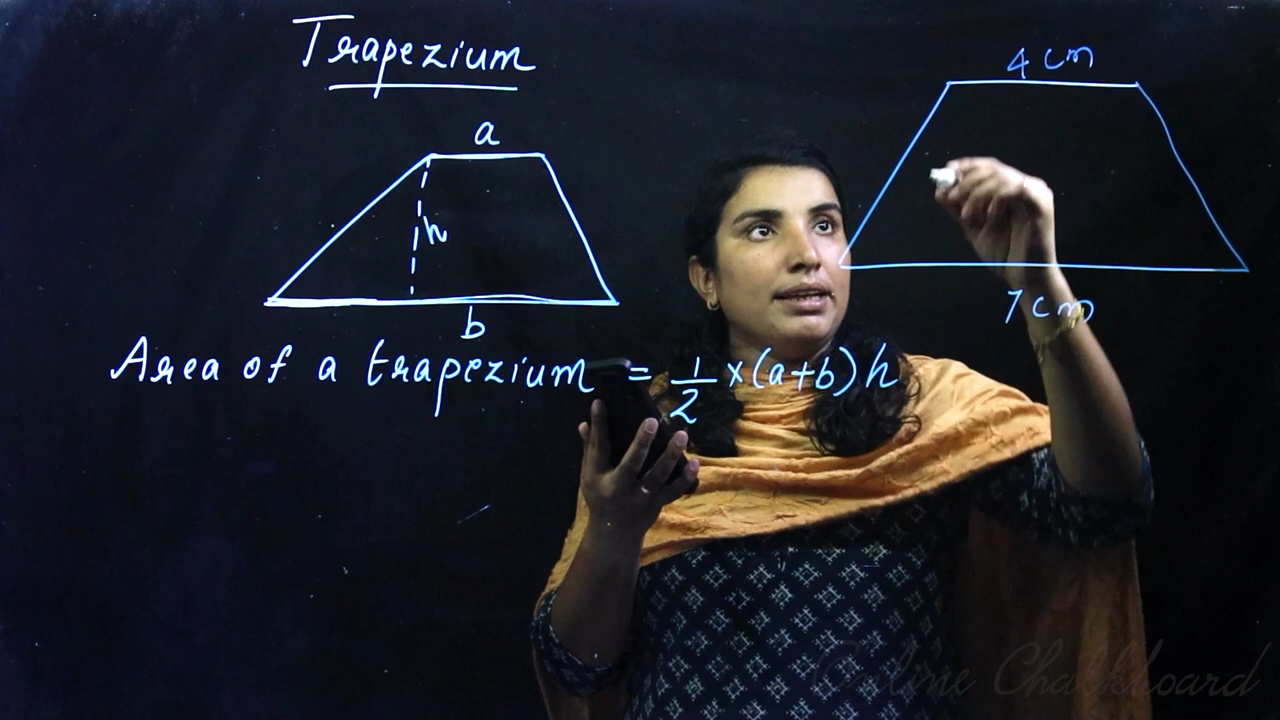 Trapezium
4 cm
a
h
7 cm
b
Area of a trapezium = 1/2 x (a+b) h
Online Chalkboard